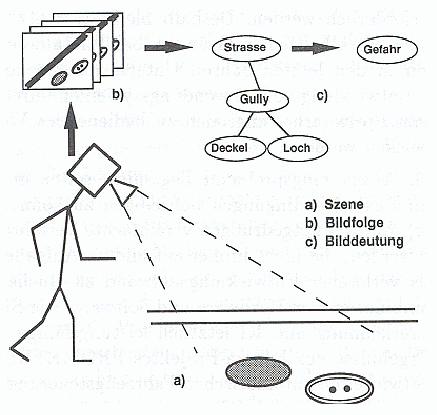 Strasse
Gefahr
b)
Gully
c)
Deckel
Loch
a) Szene
b) Bildfolge
c) Bilddeutung
a)